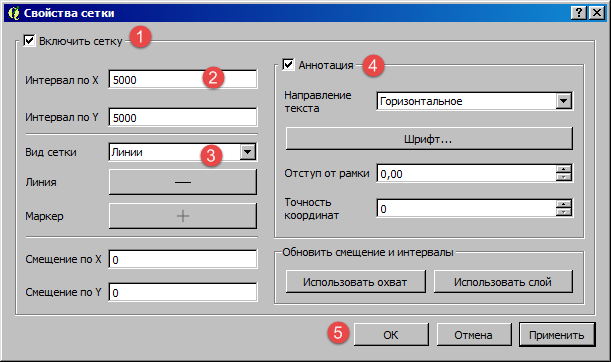 Свойства сетки
Включить сетку 1
Интервал по X 5000 2
Интервал по Y 5000
Вид сетки Линии 3
Линия
Маркер
Смещение по X 0
Смещение по Y 0
Аннотация 4
Направление
текста
Горизонтальное
Шрифт...
Отступ от рамки 0,00
Точность
координат
0
Обновить смещение и интервалы
Использовать охват Использовать слой
5 ОК Отмена Применить